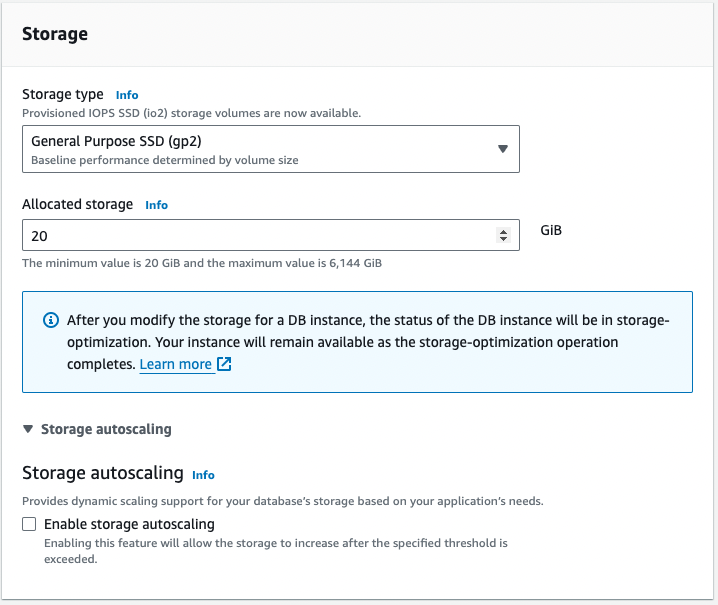 Storage
Storage type Info
Provisioned IOPS SSD (io2) storage volumes are now available.
General Purpose SSD (gp2)
Baseline performance determined by volume size
Allocated storage Info
20
GiB
The minimum value is 20 GiB and the maximum value is 6,144 GiB
After you modify the storage for a DB instance, the status of the DB instance will be in storage-
optimization. Your instance will remain available as the storage-optimization operation
completes. Learn more
Storage autoscaling
Storage autoscaling Info
Provides dynamic scaling support for your database's storage based on your application's needs.
Enable storage autoscaling
Enabling this feature will allow the storage to increase after the specified threshold is
exceeded.